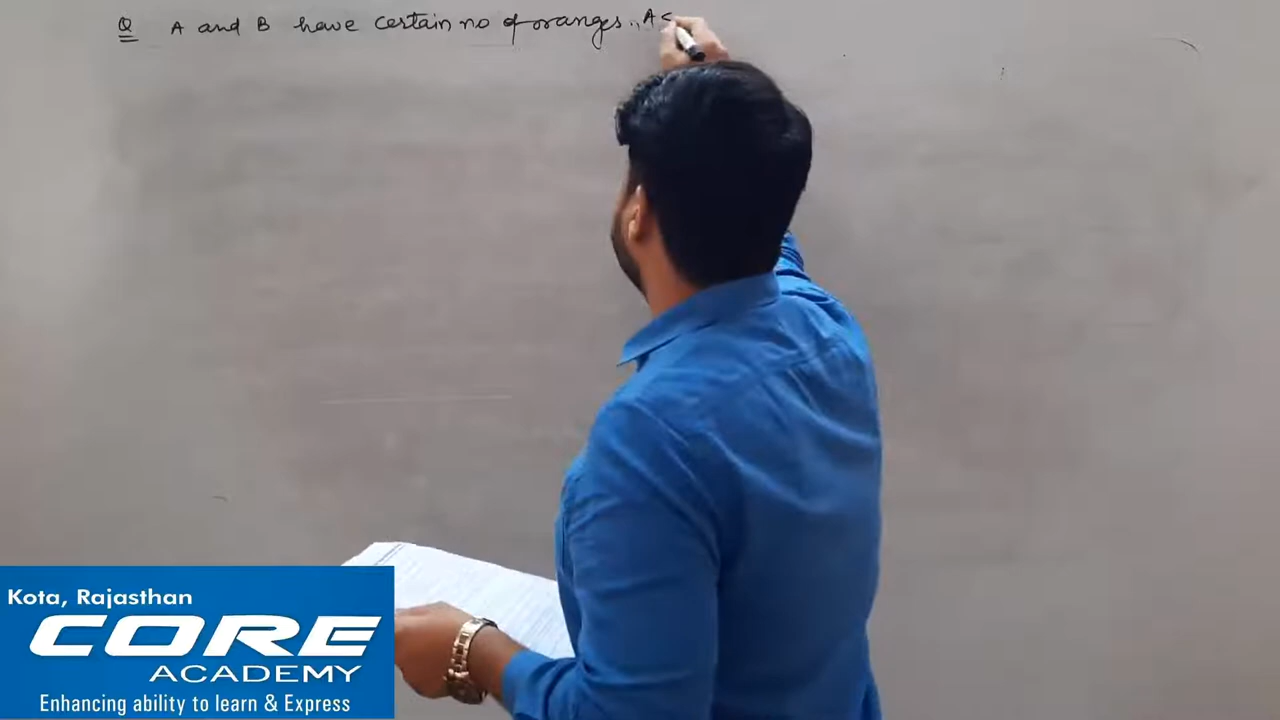 Q A and B have certain no of oranges., A
Kota, Rajasthan
CORE
ACADEMY
Enhancing ability to learn & Express